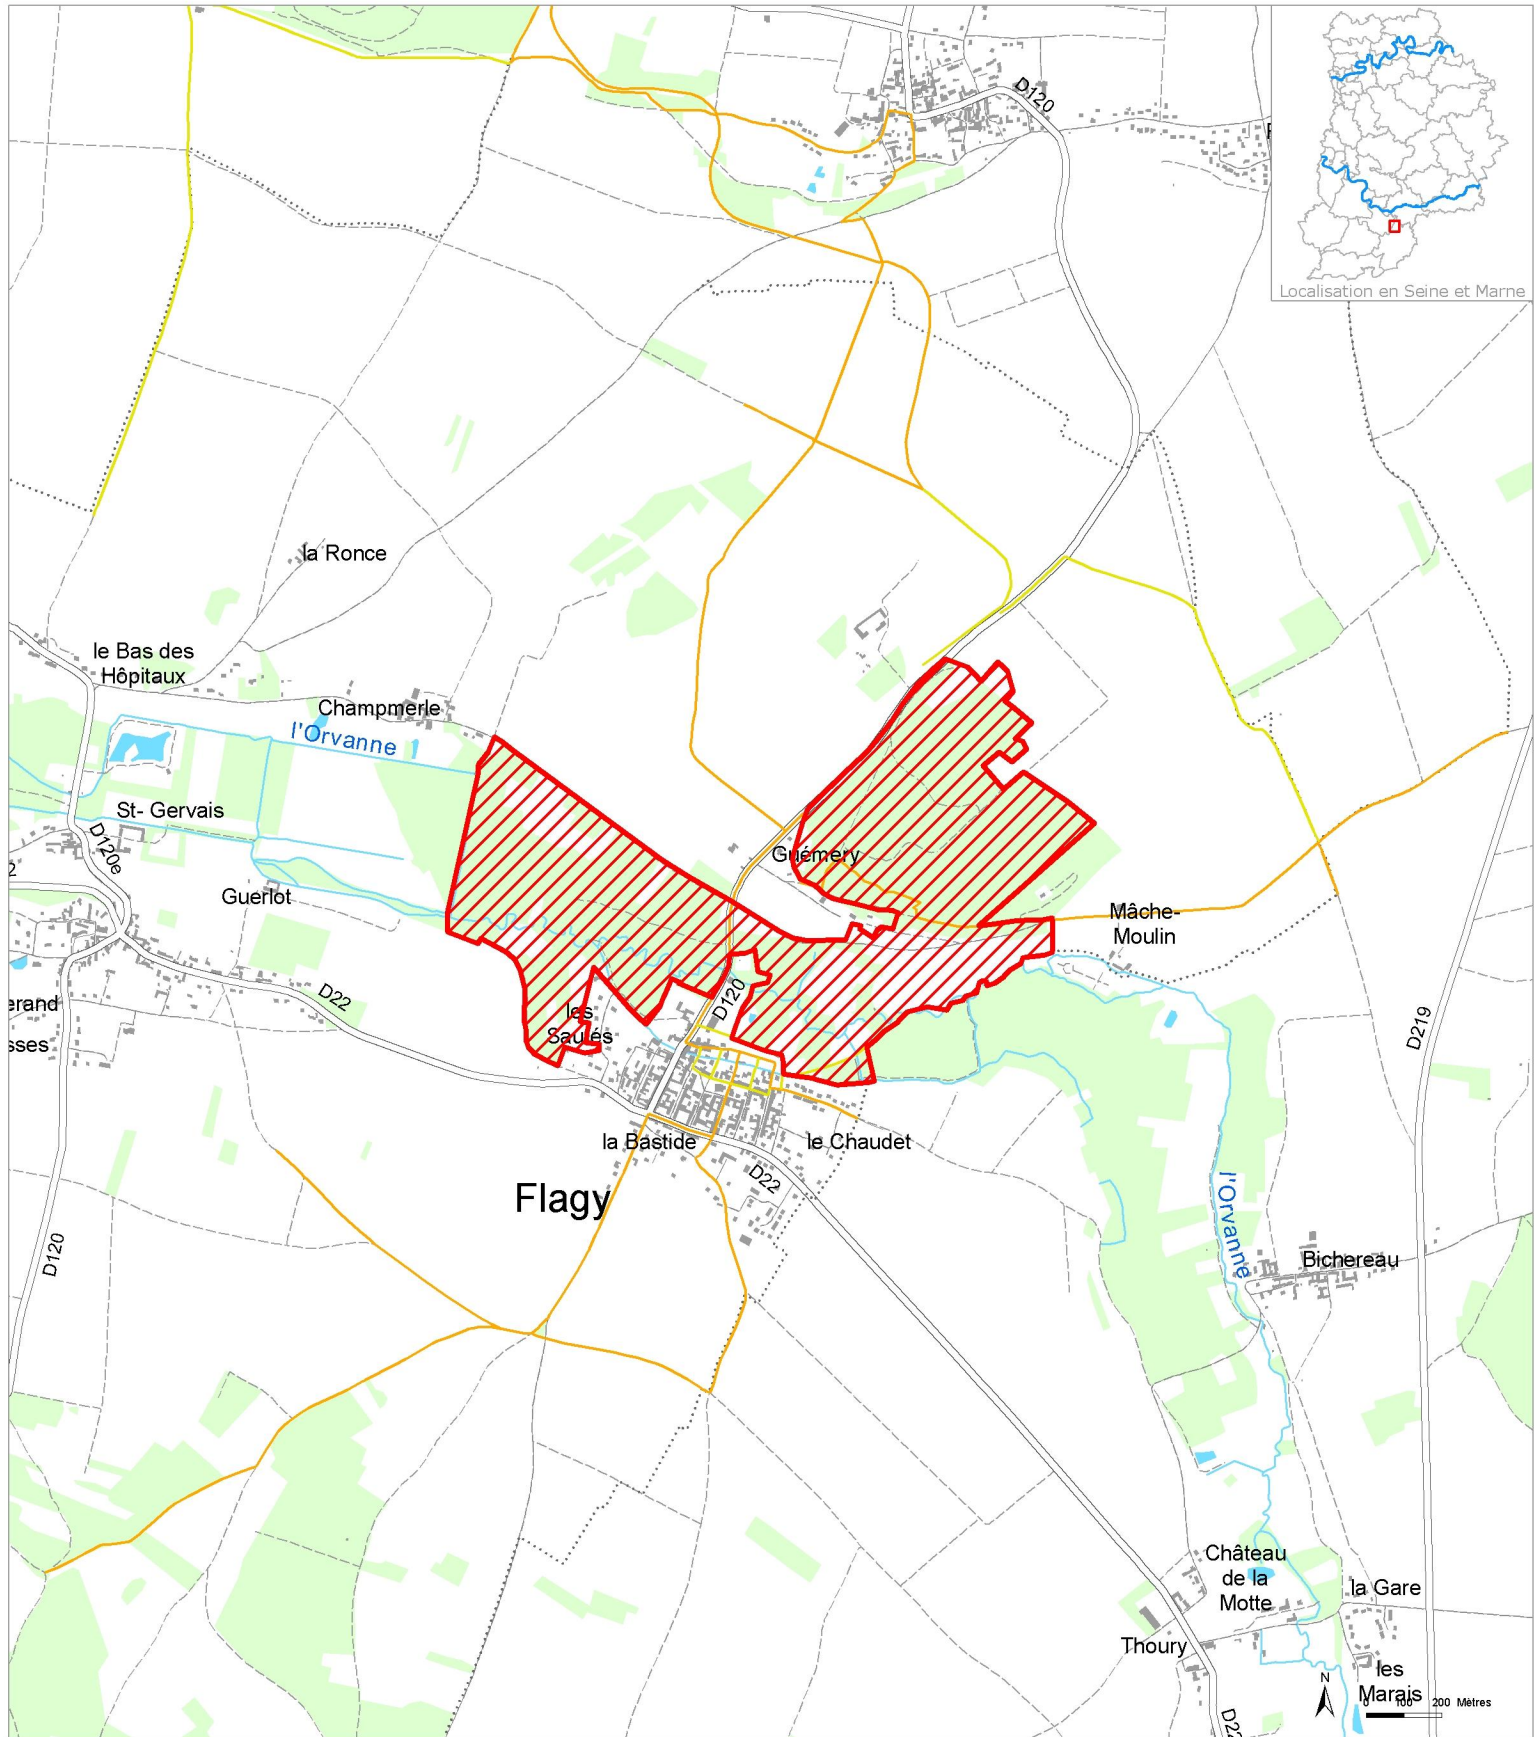 D120
Localisation en Seine et Marne
la Ronce
le Bas des
Hôpitaux
Champmerle
l'Orvanne
St- Gervais
D120e
2
Guémery
Guerlot
Mâche-
Moulin
D22
erand
D120
les
Saulés
sses
D219
la Bastide
le Chaudet
D22
Flagy
l'Orvanne
D120
Bichereau
Château
de la
Motte
la Gare
Thoury
les
Marais
N
0 100 200 Mètres
D22